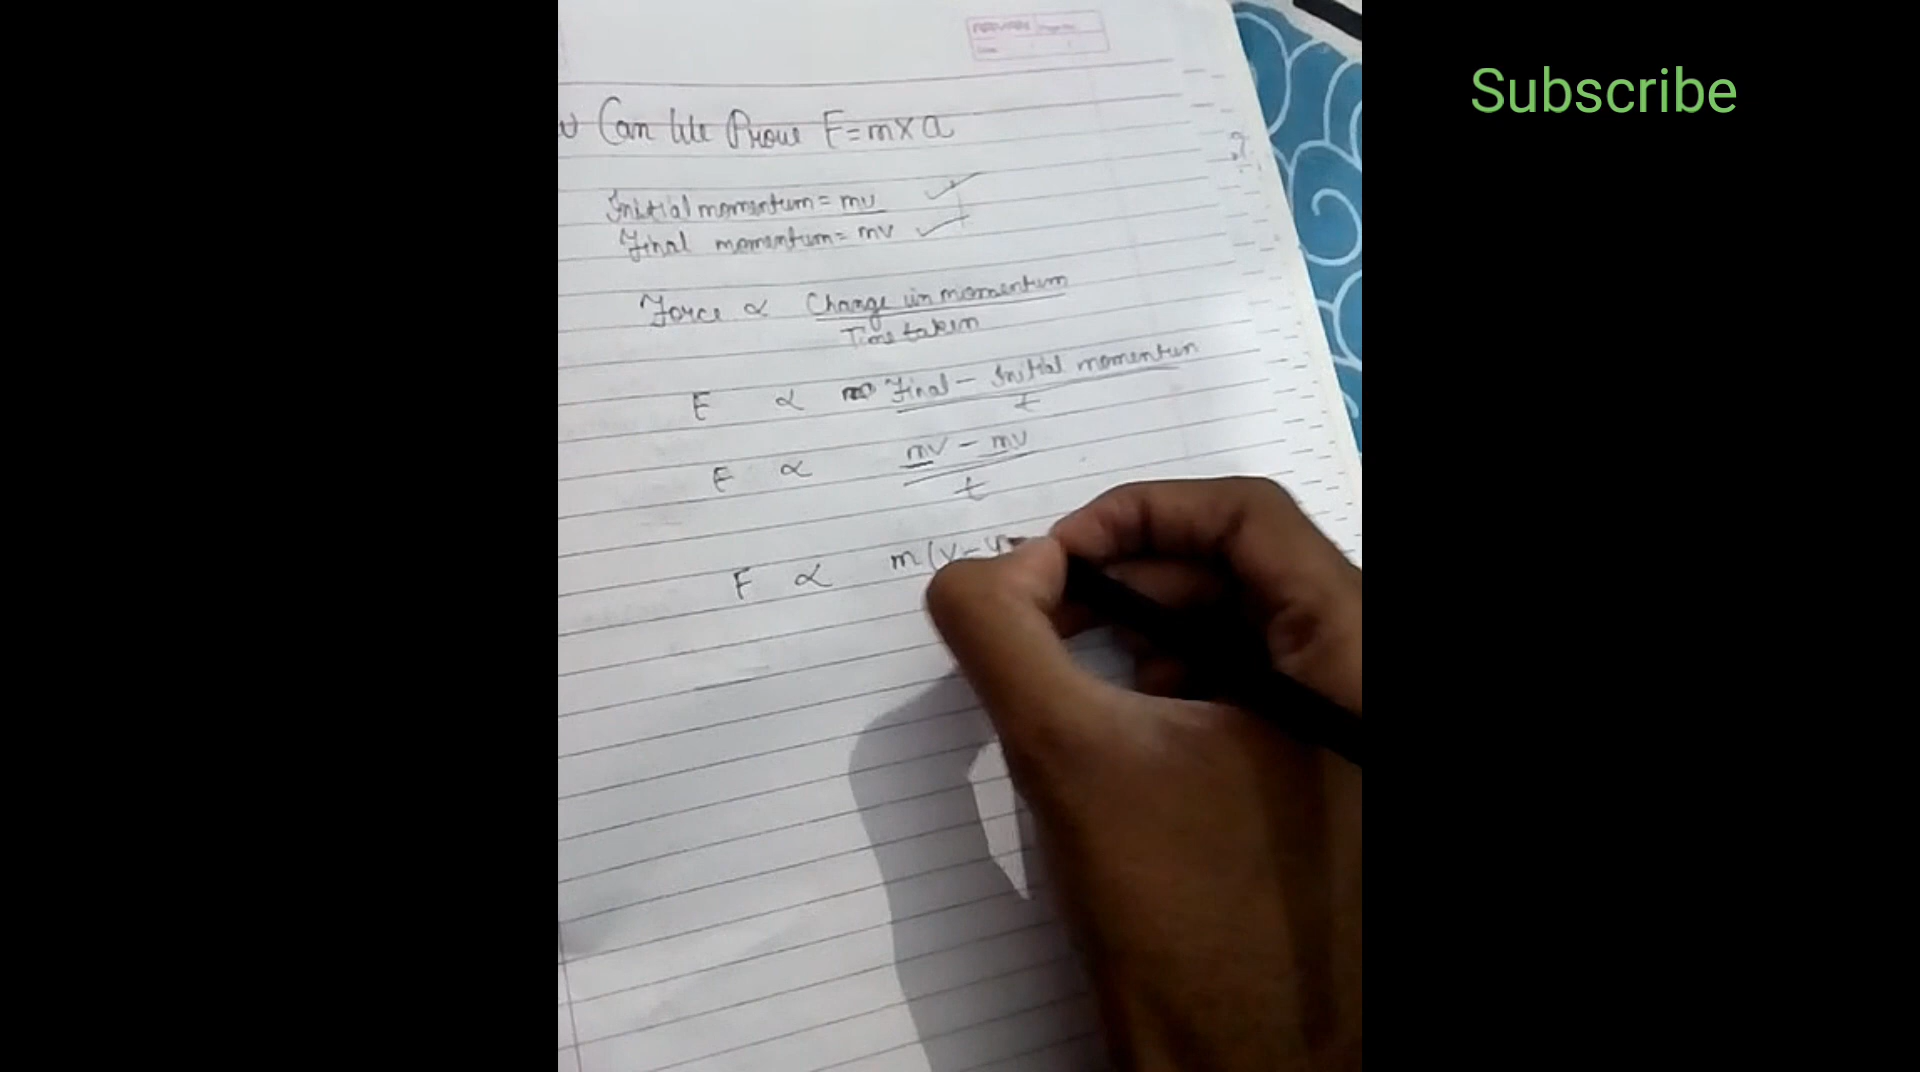 Subscribe
Can We Prove F=m×a
?
Initial momentum = mu
Final momentum = mv
Force ∝ Change in momentum
Time taken
F ∝ Final - Initial momentum
t
F ∝ mv - mu
t
F ∝ m(v-u